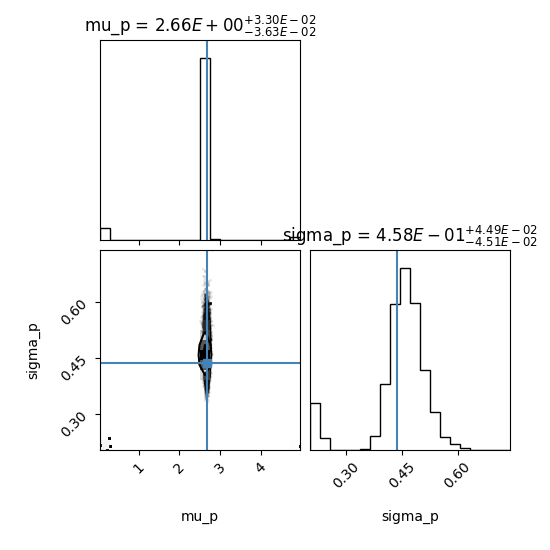 mu_p = 2.66E + 00+3.30E − 02 −3.63E − 02
sigma_p = 4.58E − 01+4.49E − 02 −4.51E − 02
sigma_p
0.60
0.45
0.30
1 2 3 4
0.30 0.45 0.60
mu_p
sigma_p